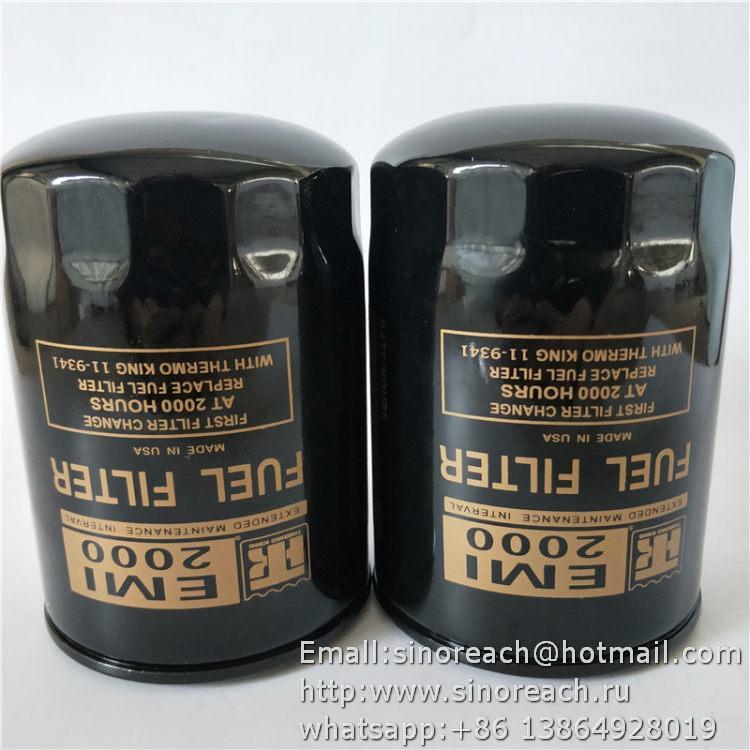 THERMO KING
EMI
2000
EXTENDED MAINTENANCE INTERVAL
FUEL FILTER
MADE IN USA
FIRST FILTER CHANGE
AT 2000 HOURS
REPLACE FUEL FILTER
WITH THERMO KING 11-9341
THERMO KING
EMI
2000
EXTENDED MAINTENANCE INTERVAL
FUEL FILTER
MADE IN USA
FIRST FILTER CHANGE
AT 2000 HOURS
REPLACE FUEL FILTER
WITH THERMO KING 11-9341
DATE/HOURS
Email:sinoreach@hotmail.com
http:www.sinoreach.ru
whatsapp:+86 13864928019